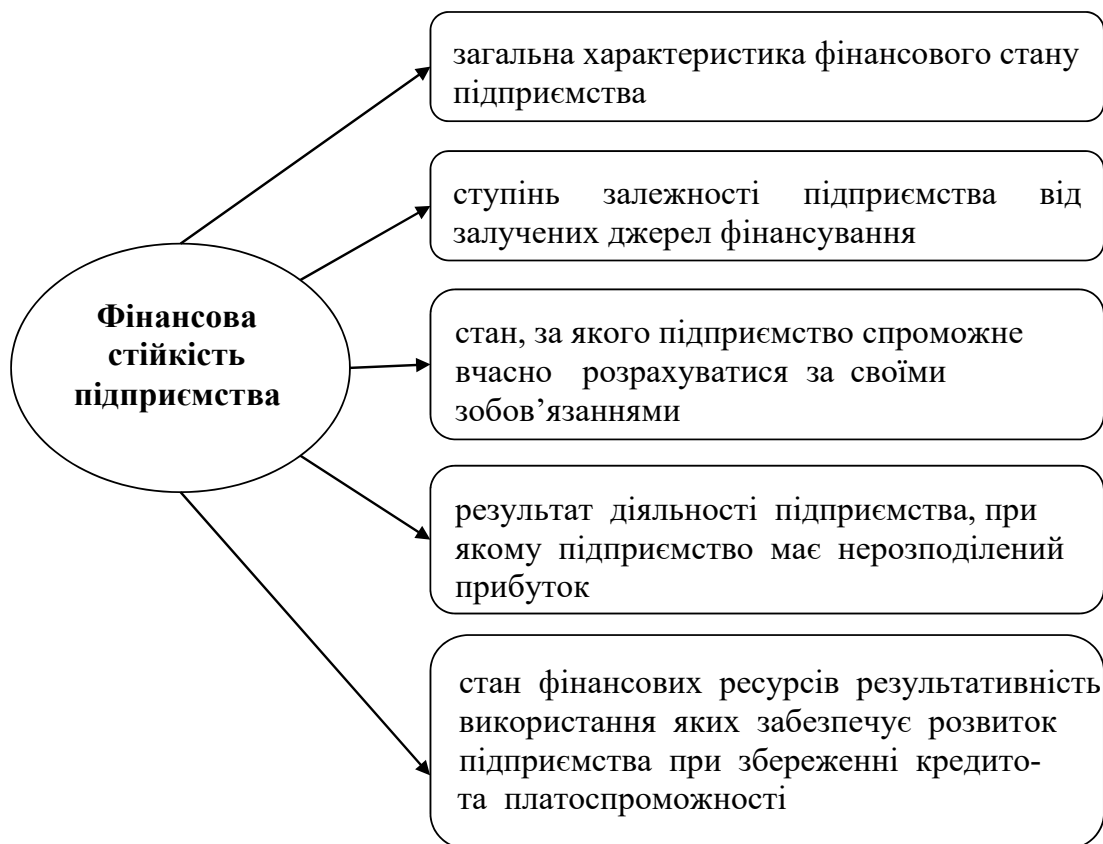 загальна характеристика фінансового стану
підприємства
ступінь залежності підприємства від
залучених джерел фінансування
Фінансова
стійкість
підприємства
стан, за якого підприємство спроможне
вчасно розрахуватися за своїми
зобов’язаннями
результат діяльності підприємства, при
якому підприємство має нерозподілений
прибуток
стан фінансових ресурсів результативність
використання яких забезпечує розвиток
підприємства при збереженні кредито-
та платоспроможності